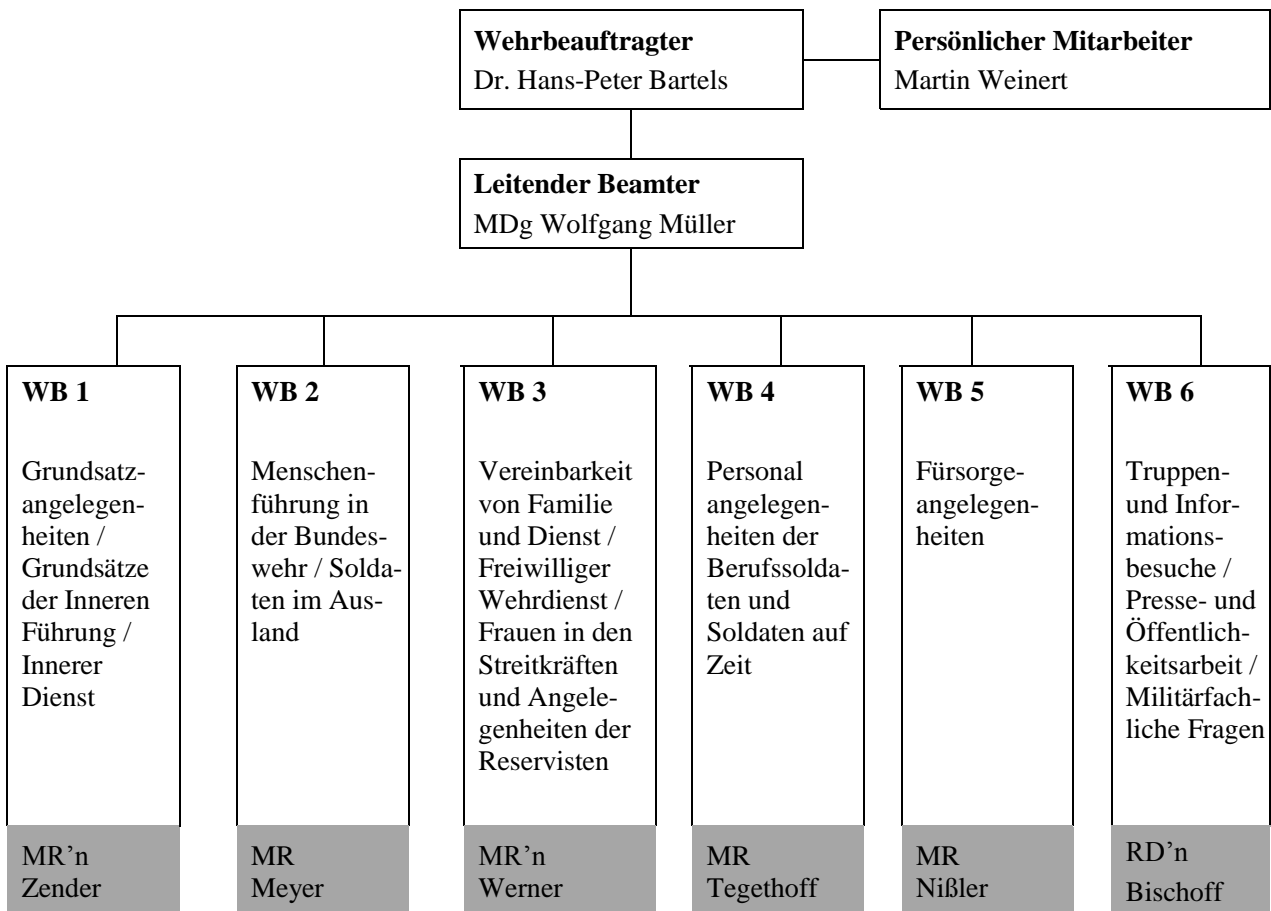 Wehrbeauftragter
Dr. Hans-Peter Bartels
Persönlicher Mitarbeiter
Martin Weinert
Leitender Beamter
MDg Wolfgang Müller
WB 1
Grundsatz-
angelegen-
heiten /
Grundsätze
der Inneren
Führung /
Innerer
Dienst
MR’n
Zender
WB 2
Menschen-
führung in
der Bundes-
wehr / Solda-
ten im Aus-
land
MR
Meyer
WB 3
Vereinbarkeit
von Familie
und Dienst /
Freiwilliger
Wehrdienst /
Frauen in den
Streitkräften
und Angele-
genheiten der
Reservisten
MR’n
Werner
WB 4
Personal
angelegen-
heiten der
Berufssolda-
ten und
Soldaten auf
Zeit
MR
Tegethoff
WB 5
Fürsorge-
angelegen-
heiten
MR
Nißler
WB 6
Truppen-
und Infor-
mations-
besuche /
Presse- und
Öffentlich-
keitsarbeit /
Militärfach-
liche Fragen
RD’n
Bischoff